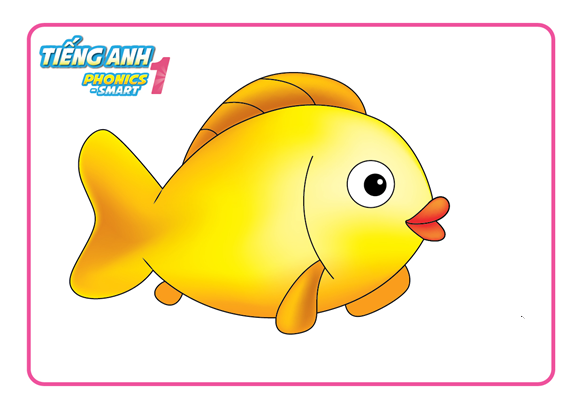 TIẾNG ANH
PHONICS
-SMART 1